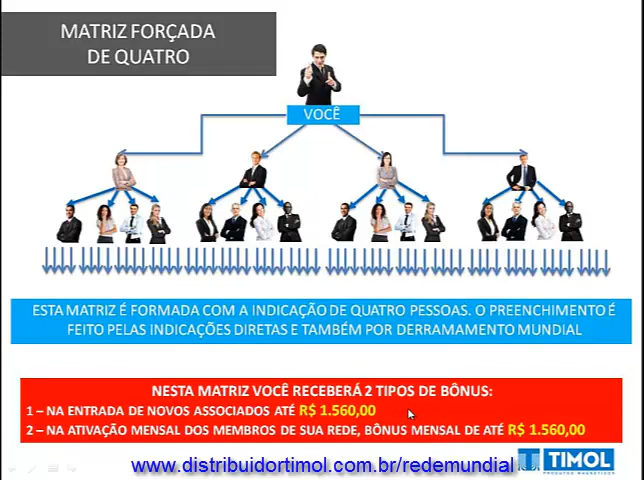 MATRIZ FORÇADA
DE QUATRO
VOCÊ
ESTA MATRIZ É FORMADA COM A INDICAÇÃO DE QUATRO PESSOAS. O PREENCHIMENTO É
FEITO PELAS INDICAÇÕES DIRETAS E TAMBÉM POR DERRAMAMENTO MUNDIAL
NESTA MATRIZ VOCÊ RECEBERÁ 2 TIPOS DE BÔNUS:
1 – NA ENTRADA DE NOVOS ASSOCIADOS ATÉ R$ 1.560,00
2 – NA ATIVAÇÃO MENSAL DOS MEMBROS DE SUA REDE, BÔNUS MENSAL DE ATÉ R$ 1.560,00
www.distribuidortimol.com.br/redemundial
TIMOL
PRODUTOS MAGNÉTICOS